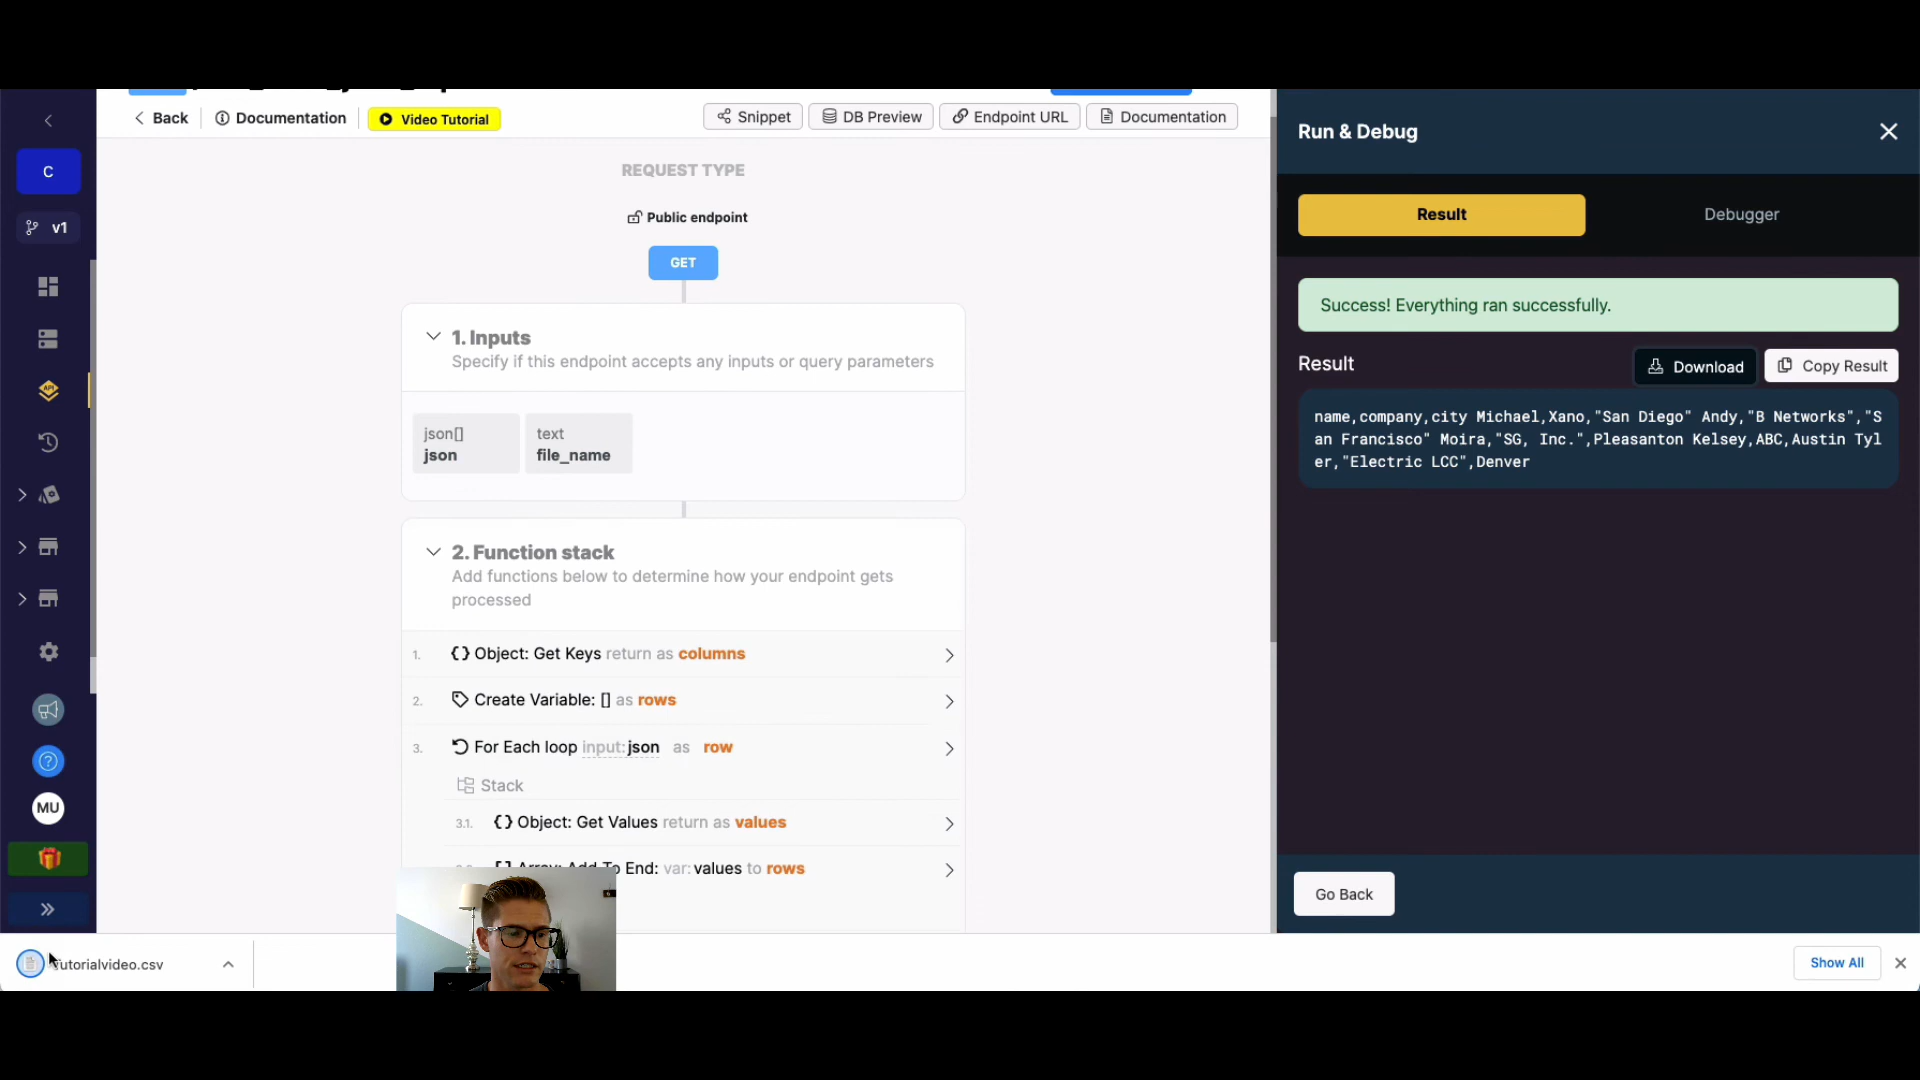 Back
Documentation
Video Tutorial
Snippet
DB Preview
Endpoint URL
Documentation
C
v1
API
MU
REQUEST TYPE
Public endpoint
GET
1. Inputs
Specify if this endpoint accepts any inputs or query parameters
json[]
json
text
file_name
2. Function stack
Add functions below to determine how your endpoint gets
processed
1. Object: Get Keys return as columns
2. Create Variable: [] as rows
3. For Each loop input:json as row
Stack
3.1. Object: Get Values return as values
Array: Add To End: var:values to rows
Run & Debug
Result
Debugger
Success! Everything ran successfully.
Result
Download
Copy Result
name,company,city Michael,Xano,"San Diego" Andy,"B Networks","S
an Francisco" Moira,"SG, Inc.",Pleasanton Kelsey,ABC,Austin Tyl
er,"Electric LCC",Denver
Go Back
Tutorialvideo.csv
Show All